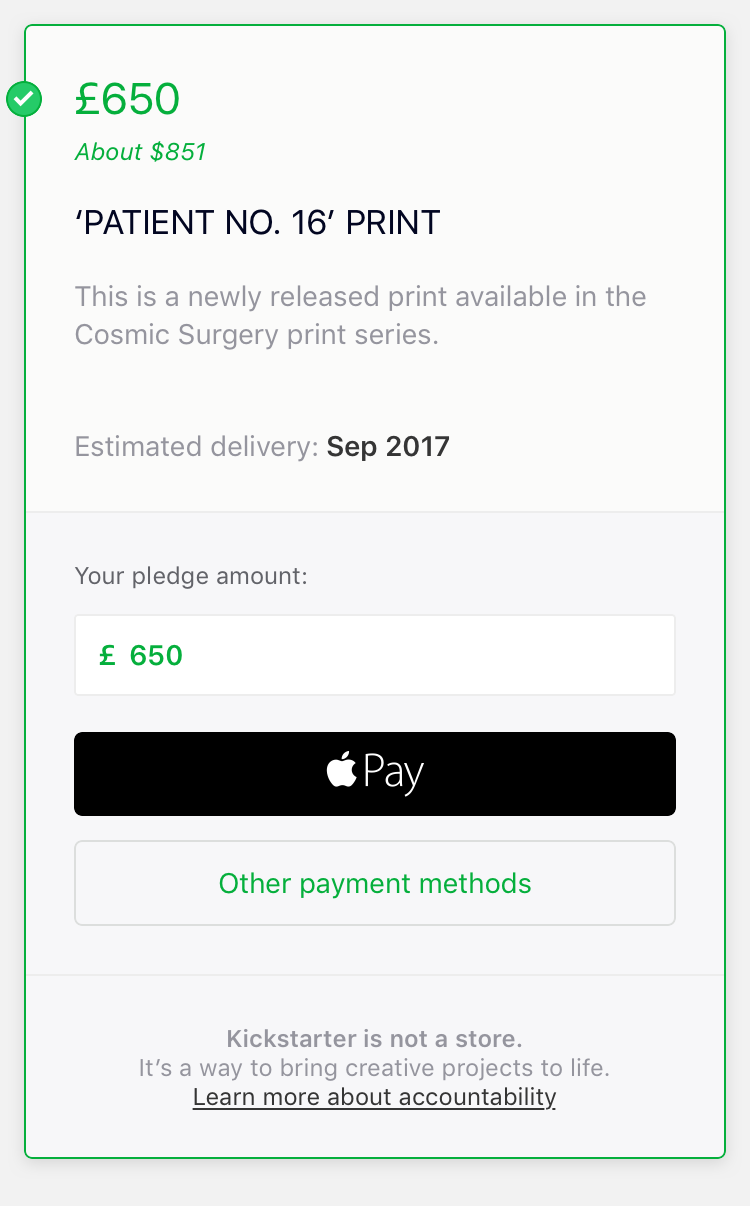 £650
About $851
‘PATIENT NO. 16’ PRINT
This is a newly released print available in the
Cosmic Surgery print series.
Estimated delivery: Sep 2017
Your pledge amount:
£ 650
Pay
Other payment methods
Kickstarter is not a store.
It’s a way to bring creative projects to life.
Learn more about accountability